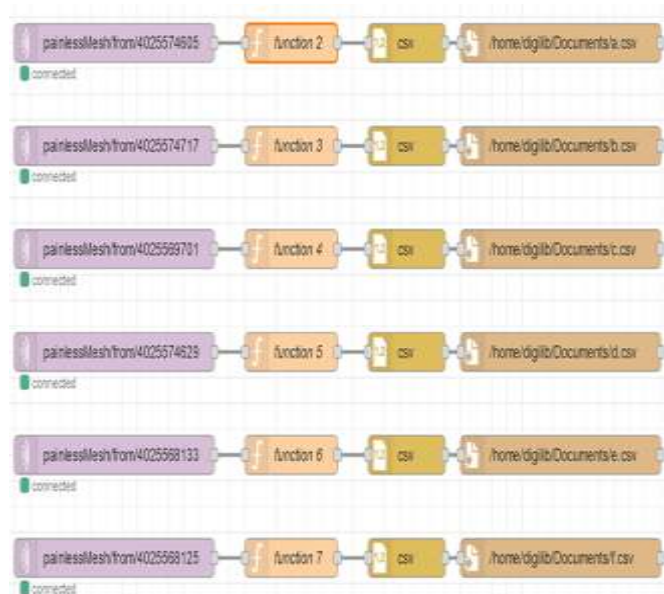 painlessMesh/from/4025574605 function 2 csv /home/digilib/Documents/a.csv
connected
painlessMesh/from/4025574717 function 3 csv /home/digilib/Documents/b.csv
connected
painlessMesh/from/4025569701 function 4 csv /home/digilib/Documents/c.csv
connected
painlessMesh/from/4025574629 function 5 csv /home/digilib/Documents/d.csv
connected
painlessMesh/from/4025568133 function 6 csv /home/digilib/Documents/e.csv
connected
painlessMesh/from/4025568125 function 7 csv /home/digilib/Documents/f.csv
connected